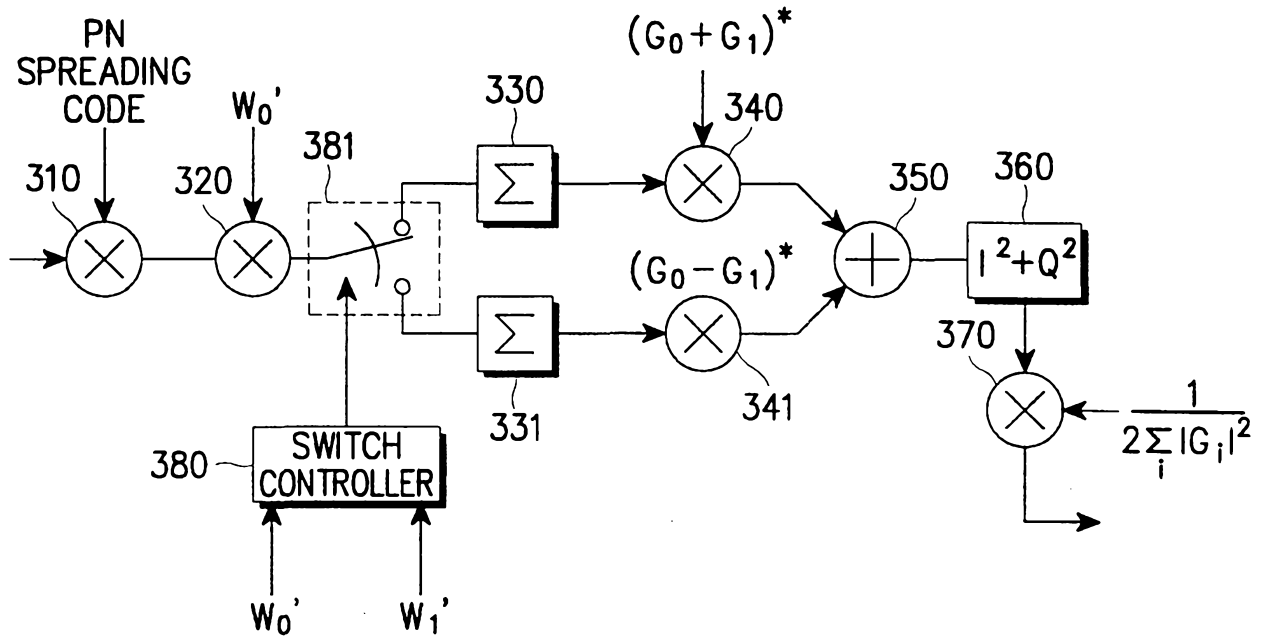 PN
SPREADING
CODE
W₀'
310
320
381
330
(G₀+G₁)*
340
Σ
350
360
I²+Q²
(G₀−G₁)*
Σ
331
341
370
1
2Σ|Gᵢ|²
i
380
SWITCH
CONTROLLER
W₀'
W₁'